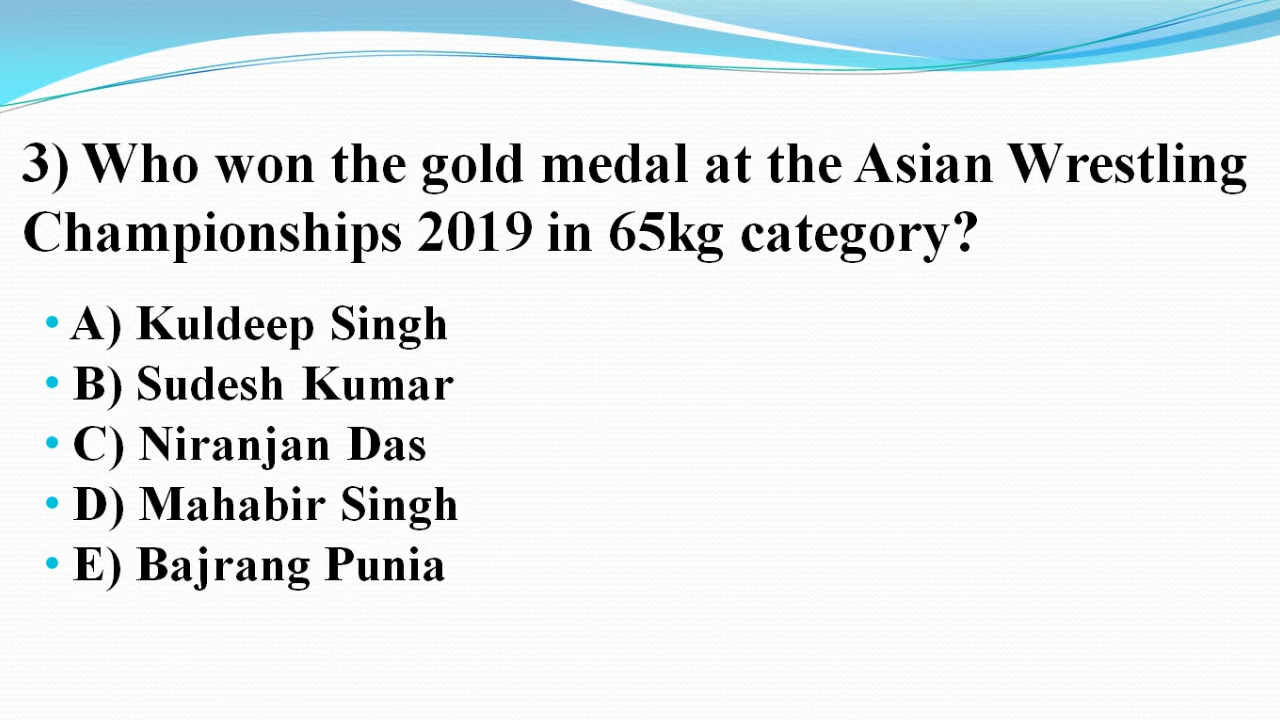 3) Who won the gold medal at the Asian Wrestling
Championships 2019 in 65kg category?
• A) Kuldeep Singh
• B) Sudesh Kumar
• C) Niranjan Das
• D) Mahabir Singh
• E) Bajrang Punia